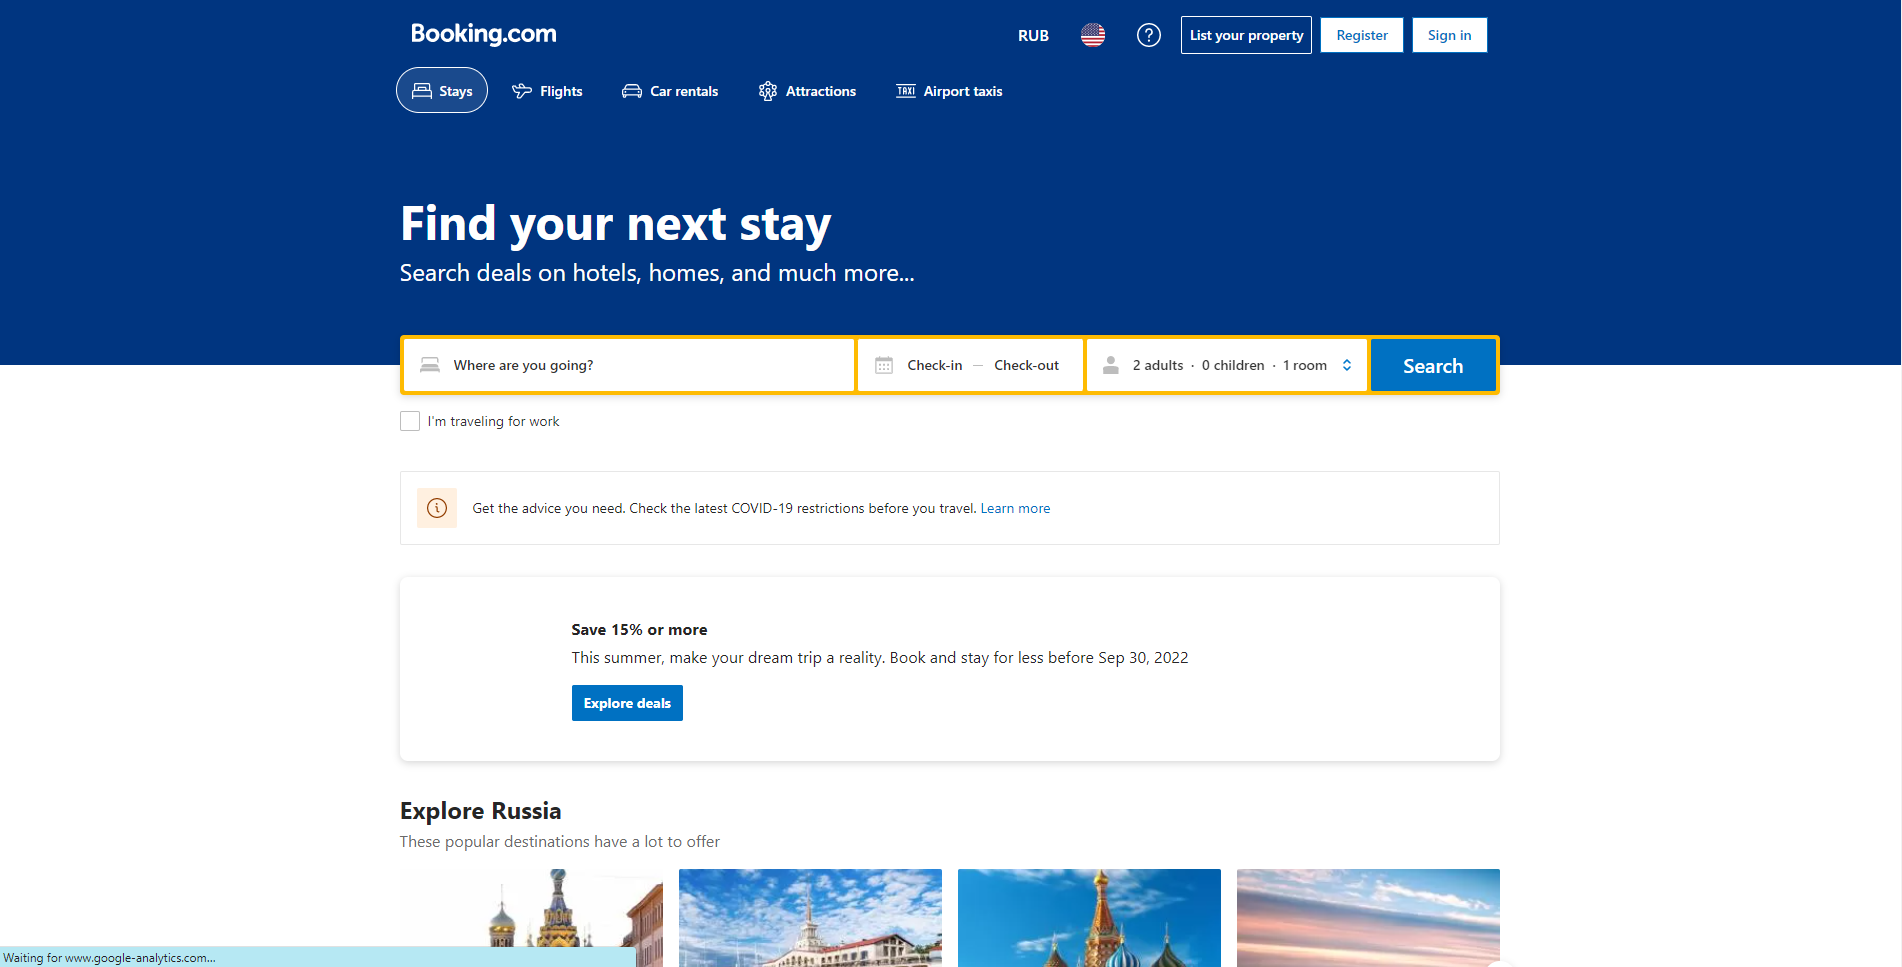 Booking.com
RUB
?
List your property
Register
Sign in
Stays
Flights
Car rentals
Attractions
TAXI
Airport taxis
Find your next stay
Search deals on hotels, homes, and much more...
Where are you going?
Check-in — Check-out
2 adults · 0 children · 1 room
Search
I'm traveling for work
Get the advice you need. Check the latest COVID-19 restrictions before you travel. Learn more
Save 15% or more
This summer, make your dream trip a reality. Book and stay for less before Sep 30, 2022
Explore deals
Explore Russia
These popular destinations have a lot to offer
Waiting for www.google-analytics.com...